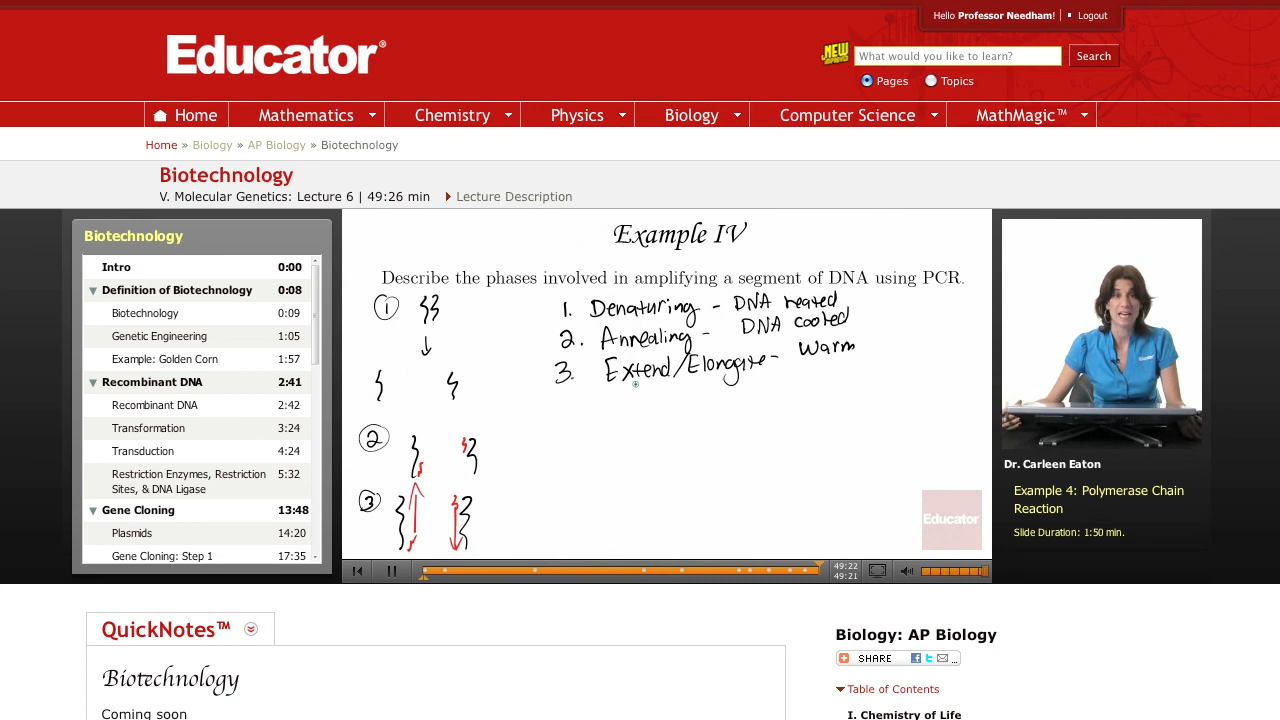 Hello Professor Needham! Logout
Educator®
NEW
What would you like to learn? Search
Pages Topics
Home Mathematics Chemistry Physics Biology Computer Science MathMagic™
Home » Biology » AP Biology » Biotechnology
Biotechnology
V. Molecular Genetics: Lecture 6 | 49:26 min Lecture Description
Biotechnology
Intro 0:00
Definition of Biotechnology 0:08
Biotechnology 0:09
Genetic Engineering 1:05
Example: Golden Corn 1:57
Recombinant DNA 2:41
Recombinant DNA 2:42
Transformation 3:24
Transduction 4:24
Restriction Enzymes, Restriction 5:32
Sites, & DNA Ligase
Gene Cloning 13:48
Plasmids 14:20
Gene Cloning: Step 1 17:35
Example IV
Describe the phases involved in amplifying a segment of DNA using PCR.
1
1. Denaturing - DNA heated
2. Annealing - DNA cooled
3. Extend/Elongate - warm
2
3
Educator
49:22
49:21
Educator
Dr. Carleen Eaton
Example 4: Polymerase Chain
Reaction
Slide Duration: 1:50 min.
QuickNotes™
Biotechnology
Coming soon
Biology: AP Biology
SHARE ...
Table of Contents
I. Chemistry of Life